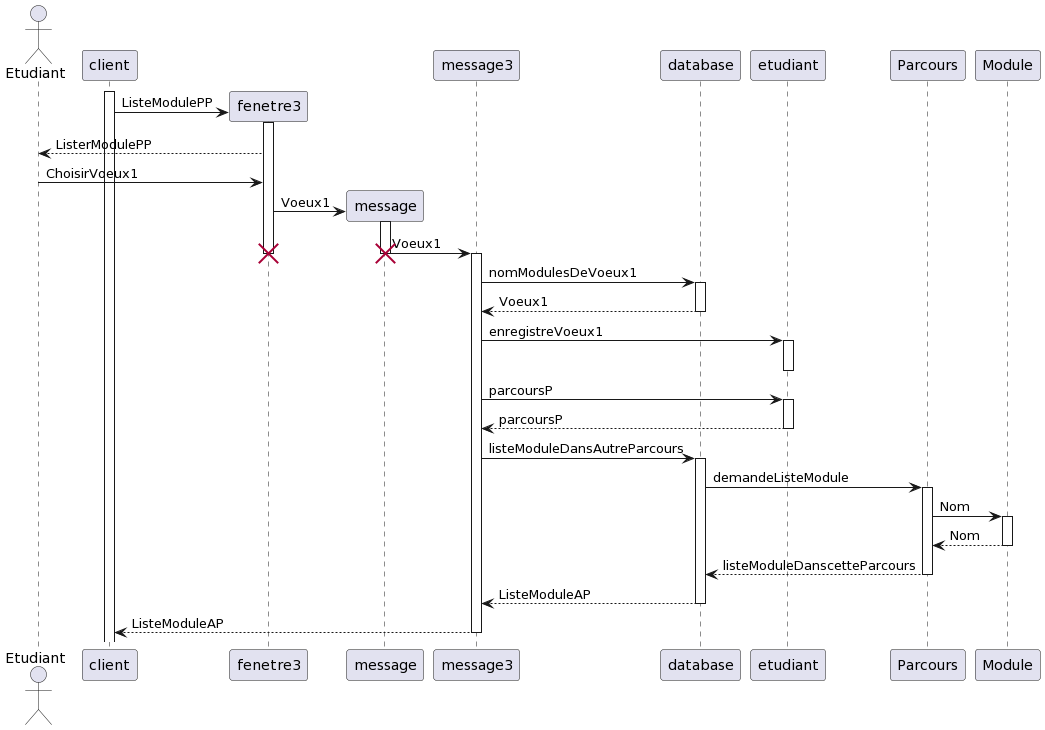 Etudiant
client
message3
database
etudiant
Parcours
Module
ListeModulePP
fenetre3
ListerModulePP
ChoisirVoeux1
Voeux1
message
Voeux1
nomModulesDeVoeux1
Voeux1
enregistreVoeux1
parcoursP
parcoursP
listeModuleDansAutreParcours
demandeListeModule
Nom
Nom
listeModuleDanscetteParcours
ListeModuleAP
ListeModuleAP
Etudiant
client
fenetre3
message
message3
database
etudiant
Parcours
Module